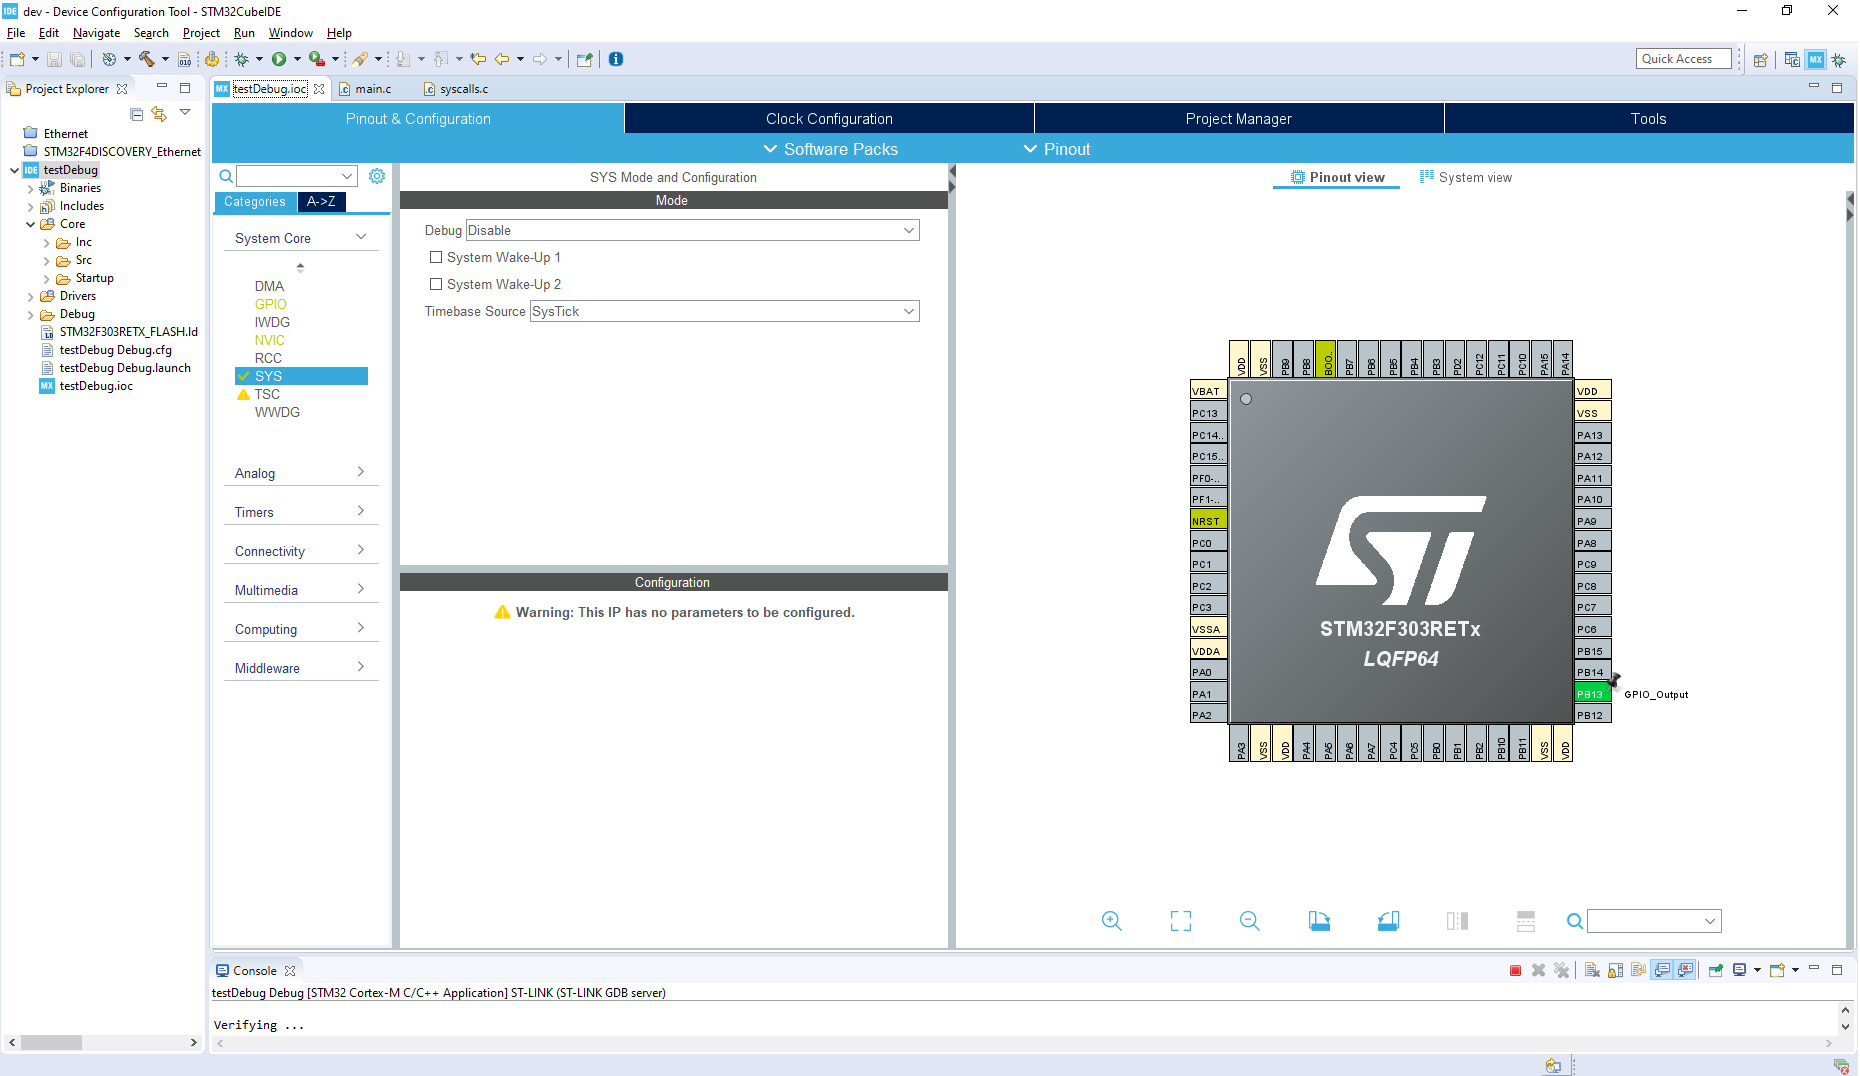 IDE dev - Device Configuration Tool - STM32CubeIDE
File Edit Navigate Search Project Run Window Help
010
Quick Access
MX
Project Explorer
MX testDebug.ioc
main.c
syscalls.c
Ethernet
STM32F4DISCOVERY_Ethernet
IDE testDebug
Binaries
Includes
Core
Inc
Src
Startup
Drivers
Debug
STM32F303RETX_FLASH.ld
testDebug Debug.cfg
testDebug Debug.launch
MX testDebug.ioc
Pinout & Configuration
Clock Configuration
Project Manager
Tools
Software Packs
Pinout
Categories
A->Z
System Core
DMA
GPIO
IWDG
NVIC
RCC
SYS
TSC
WWDG
Analog
Timers
Connectivity
Multimedia
Computing
Middleware
SYS Mode and Configuration
Mode
Debug Disable
System Wake-Up 1
System Wake-Up 2
Timebase Source SysTick
Configuration
Warning: This IP has no parameters to be configured.
Pinout view
System view
VDD
VSS
PB9
PB8
BOO..
PB7
PB6
PB5
PB4
PB3
PD2
PC12
PC11
PC10
PA15
PA14
VBAT
PC13
PC14..
PC15..
PF0-..
PF1-..
NRST
PC0
PC1
PC2
PC3
VSSA
VDDA
PA0
PA1
PA2
ST
STM32F303RETx
LQFP64
VDD
VSS
PA13
PA12
PA11
PA10
PA9
PA8
PC9
PC8
PC7
PC6
PB15
PB14
PB13 GPIO_Output
PB12
PA3
VSS
VDD
PA4
PA5
PA6
PA7
PC4
PC5
PB0
PB1
PB2
PB10
PB11
VSS
VDD
Console
testDebug Debug [STM32 Cortex-M C/C++ Application] ST-LINK (ST-LINK GDB server)
Verifying ...